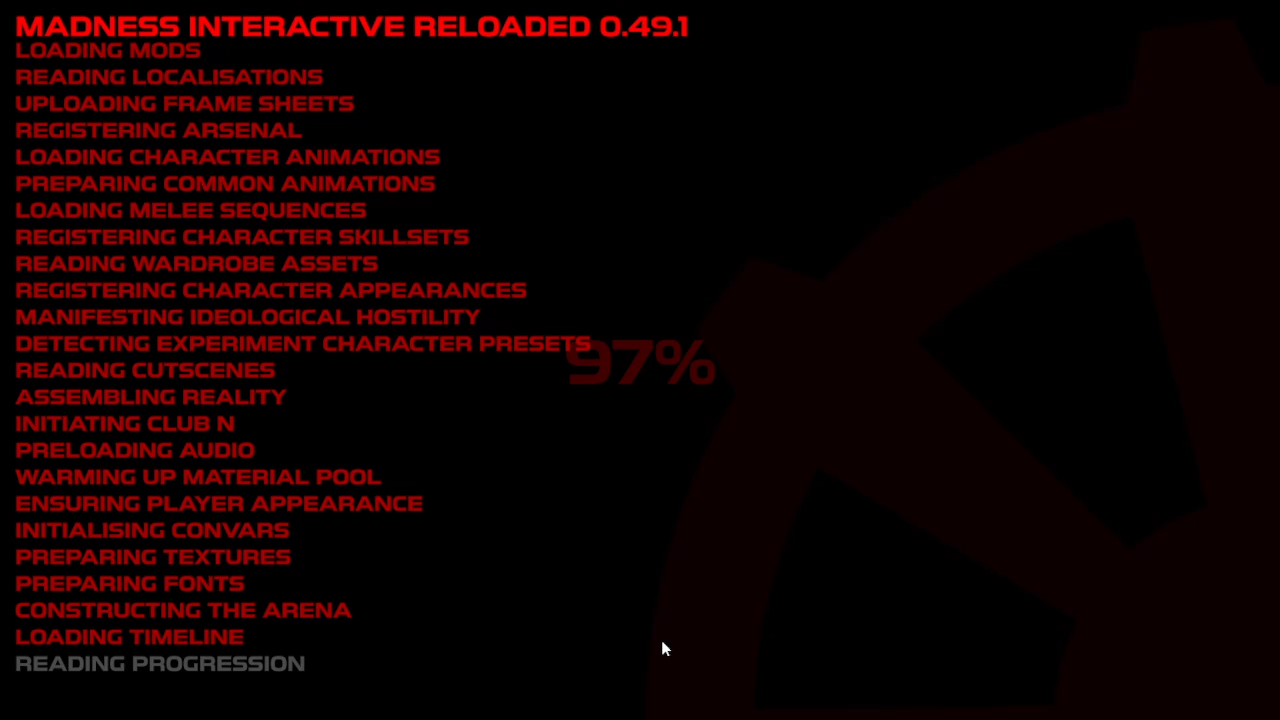 MADNESS INTERACTIVE RELOADED 0.49.1
LOADING MODS
READING LOCALISATIONS
UPLOADING FRAME SHEETS
REGISTERING ARSENAL
LOADING CHARACTER ANIMATIONS
PREPARING COMMON ANIMATIONS
LOADING MELEE SEQUENCES
REGISTERING CHARACTER SKILLSETS
READING WARDROBE ASSETS
REGISTERING CHARACTER APPEARANCES
MANIFESTING IDEOLOGICAL HOSTILITY
DETECTING EXPERIMENT CHARACTER PRESETS
97%
READING CUTSCENES
ASSEMBLING REALITY
INITIATING CLUB N
PRELOADING AUDIO
WARMING UP MATERIAL POOL
ENSURING PLAYER APPEARANCE
INITIALISING CONVARS
PREPARING TEXTURES
PREPARING FONTS
CONSTRUCTING THE ARENA
LOADING TIMELINE
READING PROGRESSION